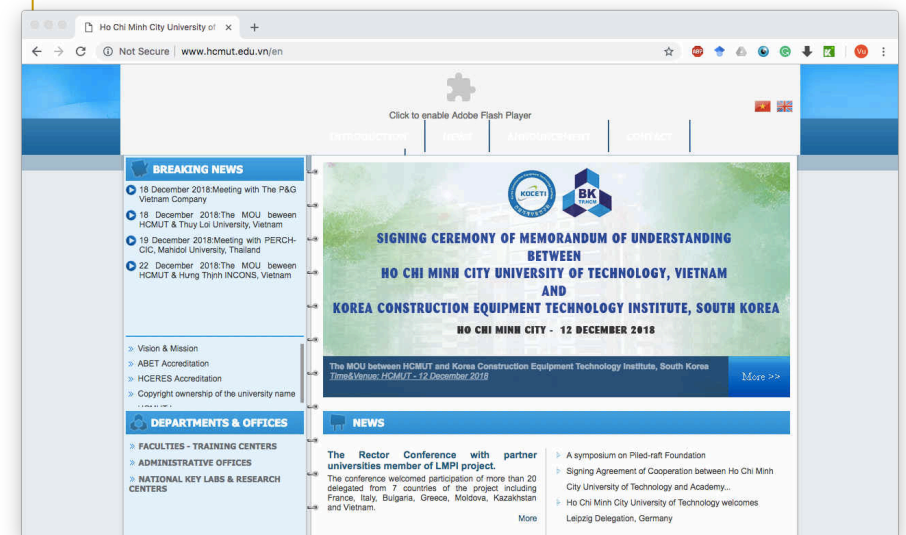 Ho Chi Minh City University of
Not Secure www.hcmut.edu.vn/en
ABP
Vu
Click to enable Adobe Flash Player
INTRODUCTION NEWS ANNOUNCEMENT CONTACT
BREAKING NEWS
18 December 2018:Meeting with The P&G
Vietnam Company
18 December 2018:The MOU beween
HCMUT & Thuy Loi University, Vietnam
19 December 2018:Meeting with PERCH-
CIC, Mahidol University, Thailand
22 December 2018:The MOU beween
HCMUT & Hung Thịnh INCONS, Vietnam
» Vision & Mission
» ABET Accreditation
» HCERES Accreditation
» Copyright ownership of the university name
DEPARTMENTS & OFFICES
» FACULTIES - TRAINING CENTERS
» ADMINISTRATIVE OFFICES
» NATIONAL KEY LABS & RESEARCH
CENTERS
KOCETI
BK
TP.HCM
SIGNING CEREMONY OF MEMORANDUM OF UNDERSTANDING
BETWEEN
HO CHI MINH CITY UNIVERSITY OF TECHNOLOGY, VIETNAM
AND
KOREA CONSTRUCTION EQUIPMENT TECHNOLOGY INSTITUTE, SOUTH KOREA
HO CHI MINH CITY - 12 DECEMBER 2018
The MOU between HCMUT and Korea Construction Equipment Technology Institute, South Korea
Time&Venue: HCMUT - 12 December 2018
More >>
NEWS
The Rector Conference with partner
universities member of LMPI project.
The conference welcomed participation of more than 20
delegated from 7 countries of the project including
France, Italy, Bulgaria, Greece, Moldova, Kazakhstan
and Vietnam.
More
A symposium on Piled-raft Foundation
Signing Agreement of Cooperation between Ho Chi Minh
City University of Technology and Academy...
Ho Chi Minh City University of Technology welcomes
Leipzig Delegation, Germany